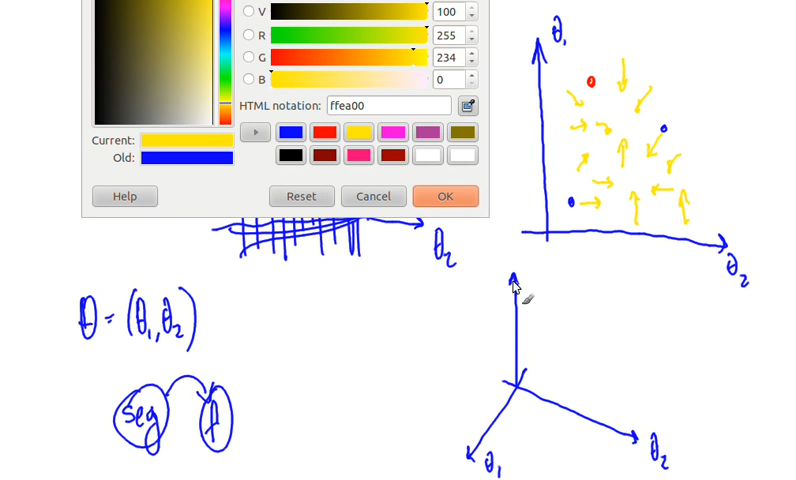 V 100
R 255
G 234
B 0
HTML notation: ffea00
Current:
Old:
Help Reset Cancel OK
θ₁
θ₂
θ₂
θ = (θ₁, θ₂)
seg f
θ₁
θ₂